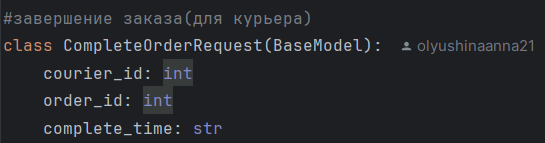 #завершение заказа(для курьера)
class CompleteOrderRequest(BaseModel): olyushinaanna21
courier_id: int
order_id: int
complete_time: str